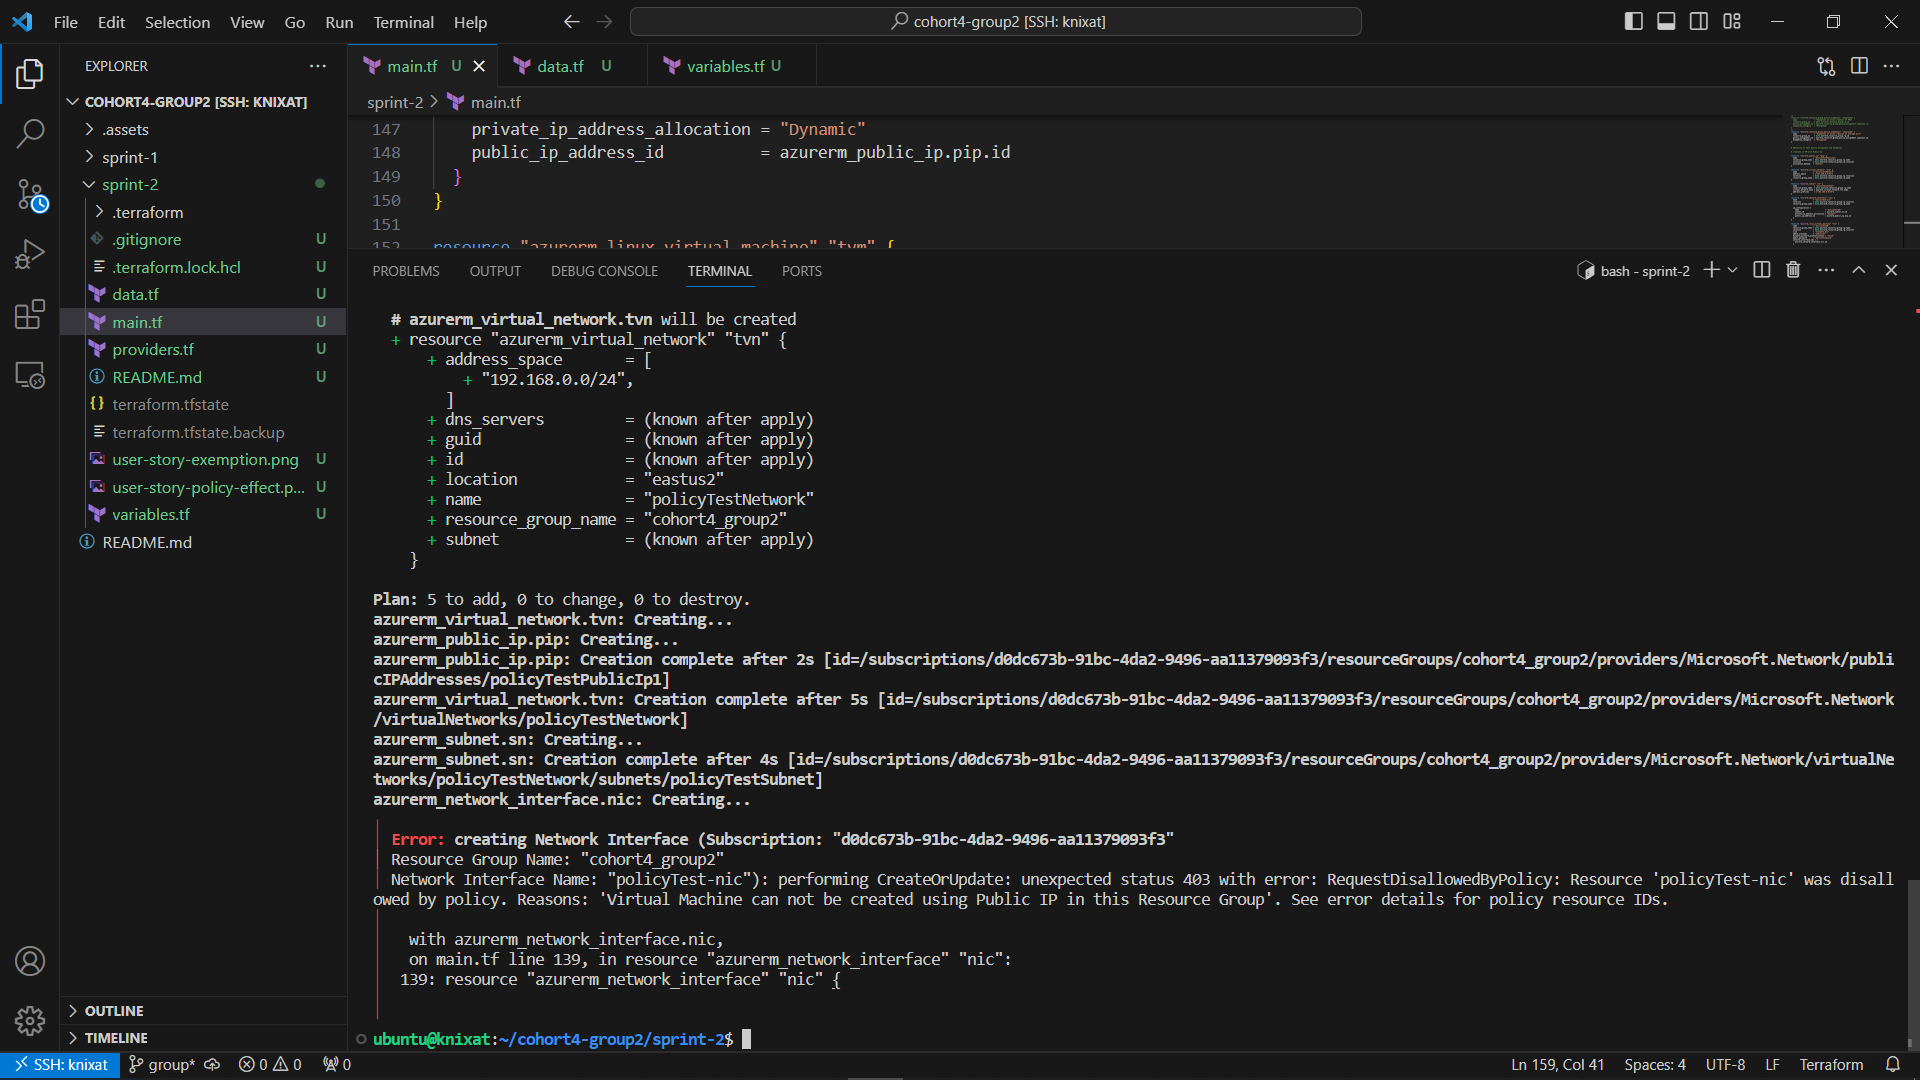 File Edit Selection View Go Run Terminal Help
cohort4-group2 [SSH: knixat]
EXPLORER
COHORT4-GROUP2 [SSH: KNIXAT]
.assets
sprint-1
sprint-2
.terraform
.gitignore U
.terraform.lock.hcl U
data.tf U
main.tf U
providers.tf U
README.md U
terraform.tfstate
terraform.tfstate.backup
user-story-exemption.png U
user-story-policy-effect.p... U
variables.tf U
README.md
OUTLINE
TIMELINE
main.tf U data.tf U variables.tf U
sprint-2 > main.tf
147 private_ip_address_allocation = "Dynamic"
148 public_ip_address_id = azurerm_public_ip.pip.id
149 }
150 }
151
152 resource "azurerm_linux_virtual_machine" "tvm" {
PROBLEMS OUTPUT DEBUG CONSOLE TERMINAL PORTS
bash - sprint-2
# azurerm_virtual_network.tvn will be created
+ resource "azurerm_virtual_network" "tvn" {
+ address_space = [
+ "192.168.0.0/24",
]
+ dns_servers = (known after apply)
+ guid = (known after apply)
+ id = (known after apply)
+ location = "eastus2"
+ name = "policyTestNetwork"
+ resource_group_name = "cohort4_group2"
+ subnet = (known after apply)
}
Plan: 5 to add, 0 to change, 0 to destroy.
azurerm_virtual_network.tvn: Creating...
azurerm_public_ip.pip: Creating...
azurerm_public_ip.pip: Creation complete after 2s [id=/subscriptions/d0dc673b-91bc-4da2-9496-aa11379093f3/resourceGroups/cohort4_group2/providers/Microsoft.Network/publi
cIPAddresses/policyTestPublicIp1]
azurerm_virtual_network.tvn: Creation complete after 5s [id=/subscriptions/d0dc673b-91bc-4da2-9496-aa11379093f3/resourceGroups/cohort4_group2/providers/Microsoft.Network
/virtualNetworks/policyTestNetwork]
azurerm_subnet.sn: Creating...
azurerm_subnet.sn: Creation complete after 4s [id=/subscriptions/d0dc673b-91bc-4da2-9496-aa11379093f3/resourceGroups/cohort4_group2/providers/Microsoft.Network/virtualNe
tworks/policyTestNetwork/subnets/policyTestSubnet]
azurerm_network_interface.nic: Creating...
Error: creating Network Interface (Subscription: "d0dc673b-91bc-4da2-9496-aa11379093f3"
Resource Group Name: "cohort4_group2"
Network Interface Name: "policyTest-nic"): performing CreateOrUpdate: unexpected status 403 with error: RequestDisallowedByPolicy: Resource 'policyTest-nic' was disall
owed by policy. Reasons: 'Virtual Machine can not be created using Public IP in this Resource Group'. See error details for policy resource IDs.
with azurerm_network_interface.nic,
on main.tf line 139, in resource "azurerm_network_interface" "nic":
139: resource "azurerm_network_interface" "nic" {
ubuntu@knixat:~/cohort4-group2/sprint-2$
SSH: knixat group* 0 0 0
Ln 159, Col 41 Spaces: 4 UTF-8 LF Terraform